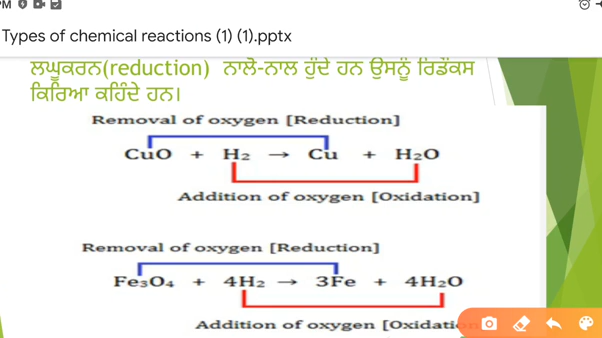 PM
Types of chemical reactions (1) (1).pptx
ਲਘੂਕਰਨ(reduction) ਨਾਲੋ-ਨਾਲ ਹੁੰਦੇ ਹਨ ਉਸਨੂੰ ਰਿਡੌਕਸ
ਕਿਰਿਆ ਕਹਿੰਦੇ ਹਨ।
Removal of oxygen [Reduction]
CuO + H₂ → Cu + H₂O
Addition of oxygen [Oxidation]
Removal of oxygen [Reduction]
Fe₃O₄ + 4H₂ → 3Fe + 4H₂O
Addition of oxygen [Oxidati